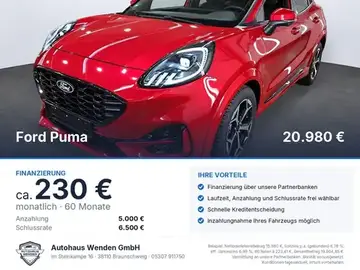 Ford Puma
20.980 €
FINANZIERUNG
ca. 230 €
monatlich · 60 Monate
Anzahlung 5.000 €
Schlussrate 6.500 €
IHRE VORTEILE
Finanzierung über unsere Partnerbanken
Laufzeit, Anzahlung und Schlussrate frei wählbar
Schnelle Kreditentscheidung
Inzahlungnahme Ihres Fahrzeugs möglich
Autohaus Wenden GmbH
Im Steinkampe 16 · 38110 Braunschweig · 05307 911750